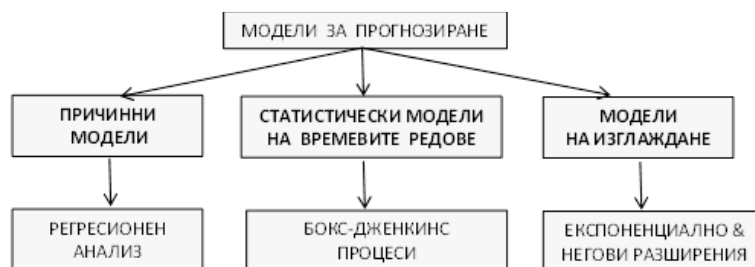 МОДЕЛИ ЗА ПРОГНОЗИРАНЕ
ПРИЧИННИ
МОДЕЛИ
СТАТИСТИЧЕСКИ МОДЕЛИ
НА ВРЕМЕВИТЕ РЕДОВЕ
МОДЕЛИ
НА ИЗГЛАЖДАНЕ
РЕГРЕСИОНЕН
АНАЛИЗ
БОКС-ДЖЕНКИНС
ПРОЦЕСИ
ЕКСПОНЕНЦИАЛНО &
НЕГОВИ РАЗШИРЕНИЯ